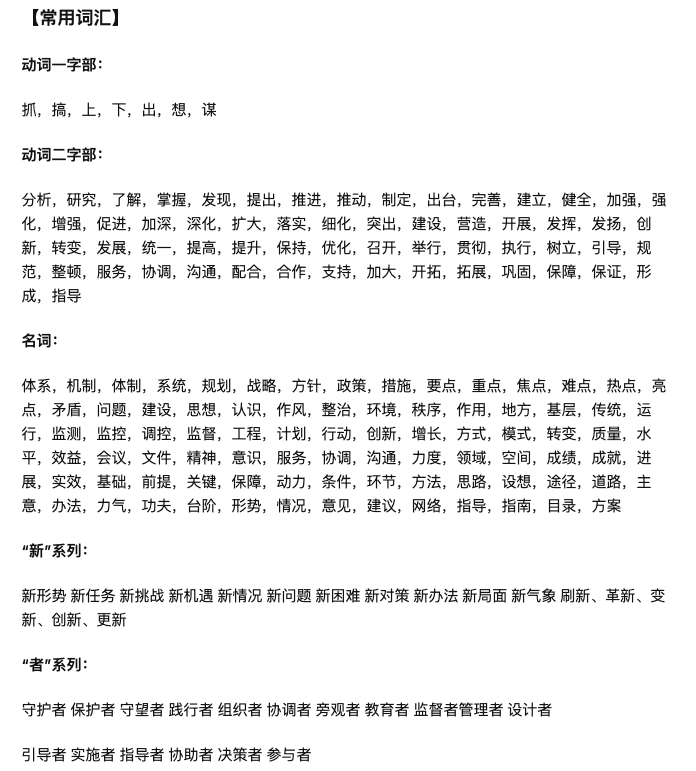 【常用词汇】
动词一字部：
抓，搞，上，下，出，想，谋
动词二字部：
分析，研究，了解，掌握，发现，提出，推进，推动，制定，出台，完善，建立，健全，加强，强
化，增强，促进，加深，深化，扩大，落实，细化，突出，建设，营造，开展，发挥，发扬，创
新，转变，发展，统一，提高，提升，保持，优化，召开，举行，贯彻，执行，树立，引导，规
范，整顿，服务，协调，沟通，配合，合作，支持，加大，开拓，拓展，巩固，保障，保证，形
成，指导
名词：
体系，机制，体制，系统，规划，战略，方针，政策，措施，要点，重点，焦点，难点，热点，亮
点，矛盾，问题，建设，思想，认识，作风，整治，环境，秩序，作用，地方，基层，传统，运
行，监测，监控，调控，监督，工程，计划，行动，创新，增长，方式，模式，转变，质量，水
平，效益，会议，文件，精神，意识，服务，协调，沟通，力度，领域，空间，成绩，成就，进
展，实效，基础，前提，关键，保障，动力，条件，环节，方法，思路，设想，途径，道路，主
意，办法，力气，功夫，台阶，形势，情况，意见，建议，网络，指导，指南，目录，方案
“新”系列：
新形势 新任务 新挑战 新机遇 新情况 新问题 新困难 新对策 新办法 新局面 新气象 刷新、革新、变
新、创新、更新
“者”系列：
守护者 保护者 守望者 践行者 组织者 协调者 旁观者 教育者 监督者管理者 设计者
引导者 实施者 指导者 协助者 决策者 参与者